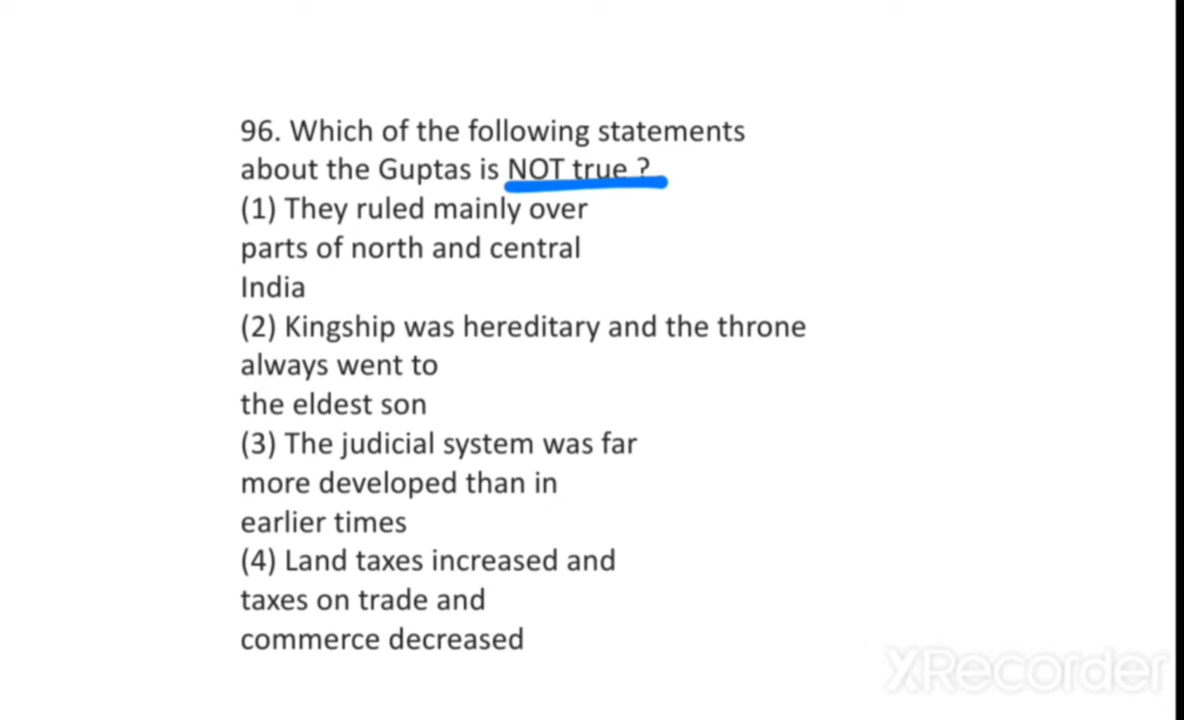 96. Which of the following statements
about the Guptas is NOT true ?
(1) They ruled mainly over
parts of north and central
India
(2) Kingship was hereditary and the throne
always went to
the eldest son
(3) The judicial system was far
more developed than in
earlier times
(4) Land taxes increased and
taxes on trade and
commerce decreased
XRecorder